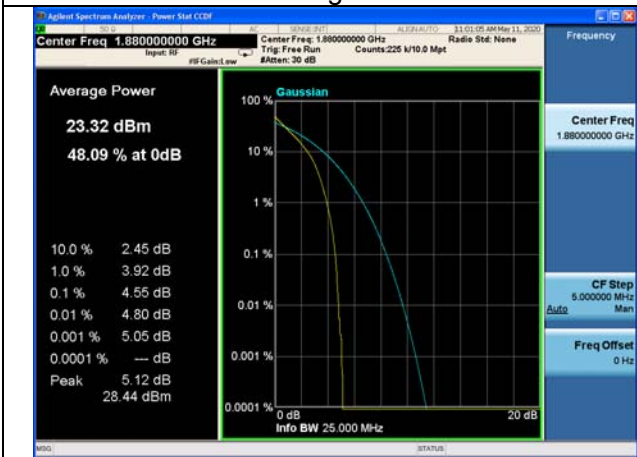 Agilent Spectrum Analyzer - Power Stat CCDF
50 Ω AC SENSE:INT ALIGN AUTO 11:01:05 AM May 11, 2020
Center Freq 1.880000000 GHz
Input: RF
#IFGain:Low
Center Freq: 1.880000000 GHz
Trig: Free Run Counts:225 k/10.0 Mpt
#Atten: 30 dB
Radio Std: None
Frequency
Average Power
23.32 dBm
48.09 % at 0dB
10.0 % 2.45 dB
1.0 % 3.92 dB
0.1 % 4.55 dB
0.01 % 4.80 dB
0.001 % 5.05 dB
0.0001 % --- dB
Peak 5.12 dB
28.44 dBm
Gaussian
100 %
10 %
1 %
0.1 %
0.01 %
0.001 %
0.0001 %
0 dB 20 dB
Info BW 25.000 MHz
Center Freq
1.880000000 GHz
CF Step
5.000000 MHz
Auto Man
Freq Offset
0 Hz
MSG STATUS